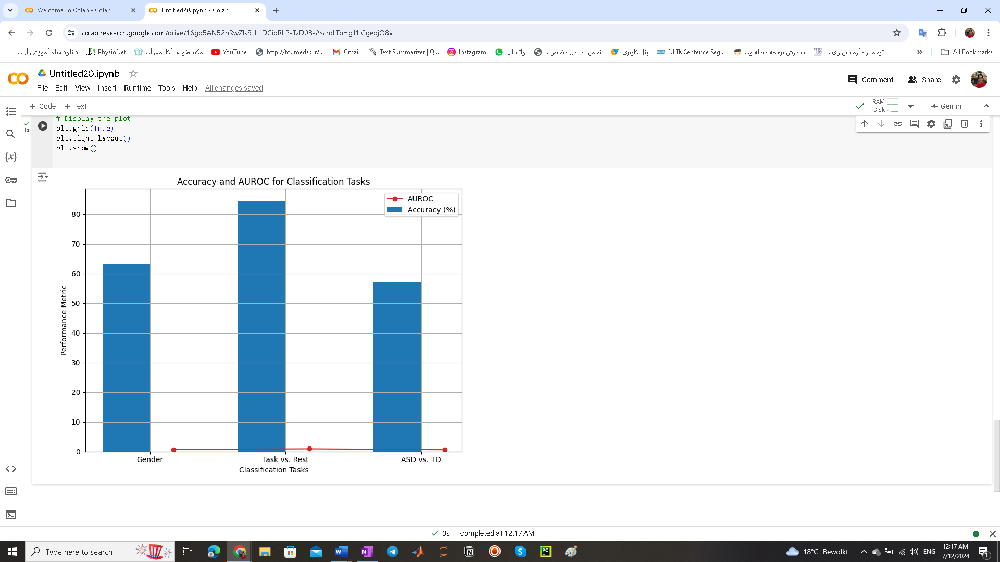 Welcome To Colab - Colab
Untitled20.ipynb - Colab
colab.research.google.com/drive/16gq5AN52hRwZIs9_h_DCioRL2-TzD0B-#scrollTo=gJ1lCgebjO8v
دانلود فیلم آموزشی آل...
PhysioNet
مکتب‌خونه | آکادمی آ...
YouTube
http://to.imedss.ir/...
Gmail
Text Summarizer | Q...
Instagram
واتساپ
انجمن صنفی متخص...
پنل کاربری
NLTK Sentence Seg...
سفارش ترجمه مقاله و...
ترجمیار - آزمایش رای...
All Bookmarks
Untitled20.ipynb
Comment
Share
File Edit View Insert Runtime Tools Help All changes saved
+ Code + Text
RAM
Disk
Gemini
1s
# Display the plot
plt.grid(True)
plt.tight_layout()
plt.show()
{x}
Accuracy and AUROC for Classification Tasks
AUROC
Accuracy (%)
80
70
60
50
40
30
20
10
0
Performance Metric
Gender
Task vs. Rest
ASD vs. TD
Classification Tasks
0s completed at 12:17 AM
Type here to search
18°C Bewölkt
ENG
12:17 AM
7/12/2024
1